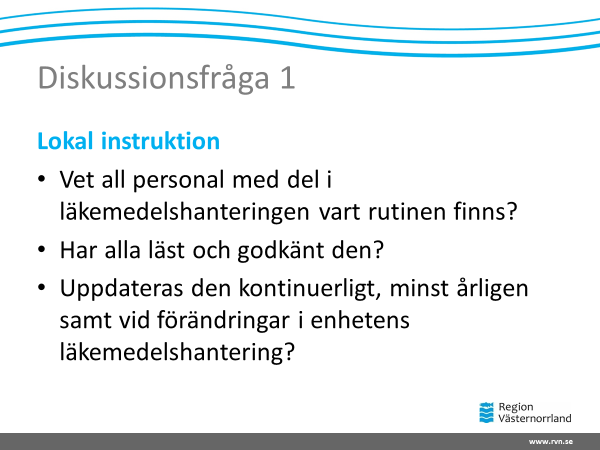 Diskussionsfråga 1
Lokal instruktion
• Vet all personal med del i
läkemedelshanteringen vart rutinen finns?
• Har alla läst och godkänt den?
• Uppdateras den kontinuerligt, minst årligen
samt vid förändringar i enhetens
läkemedelshantering?
Region
Västernorrland
www.rvn.se